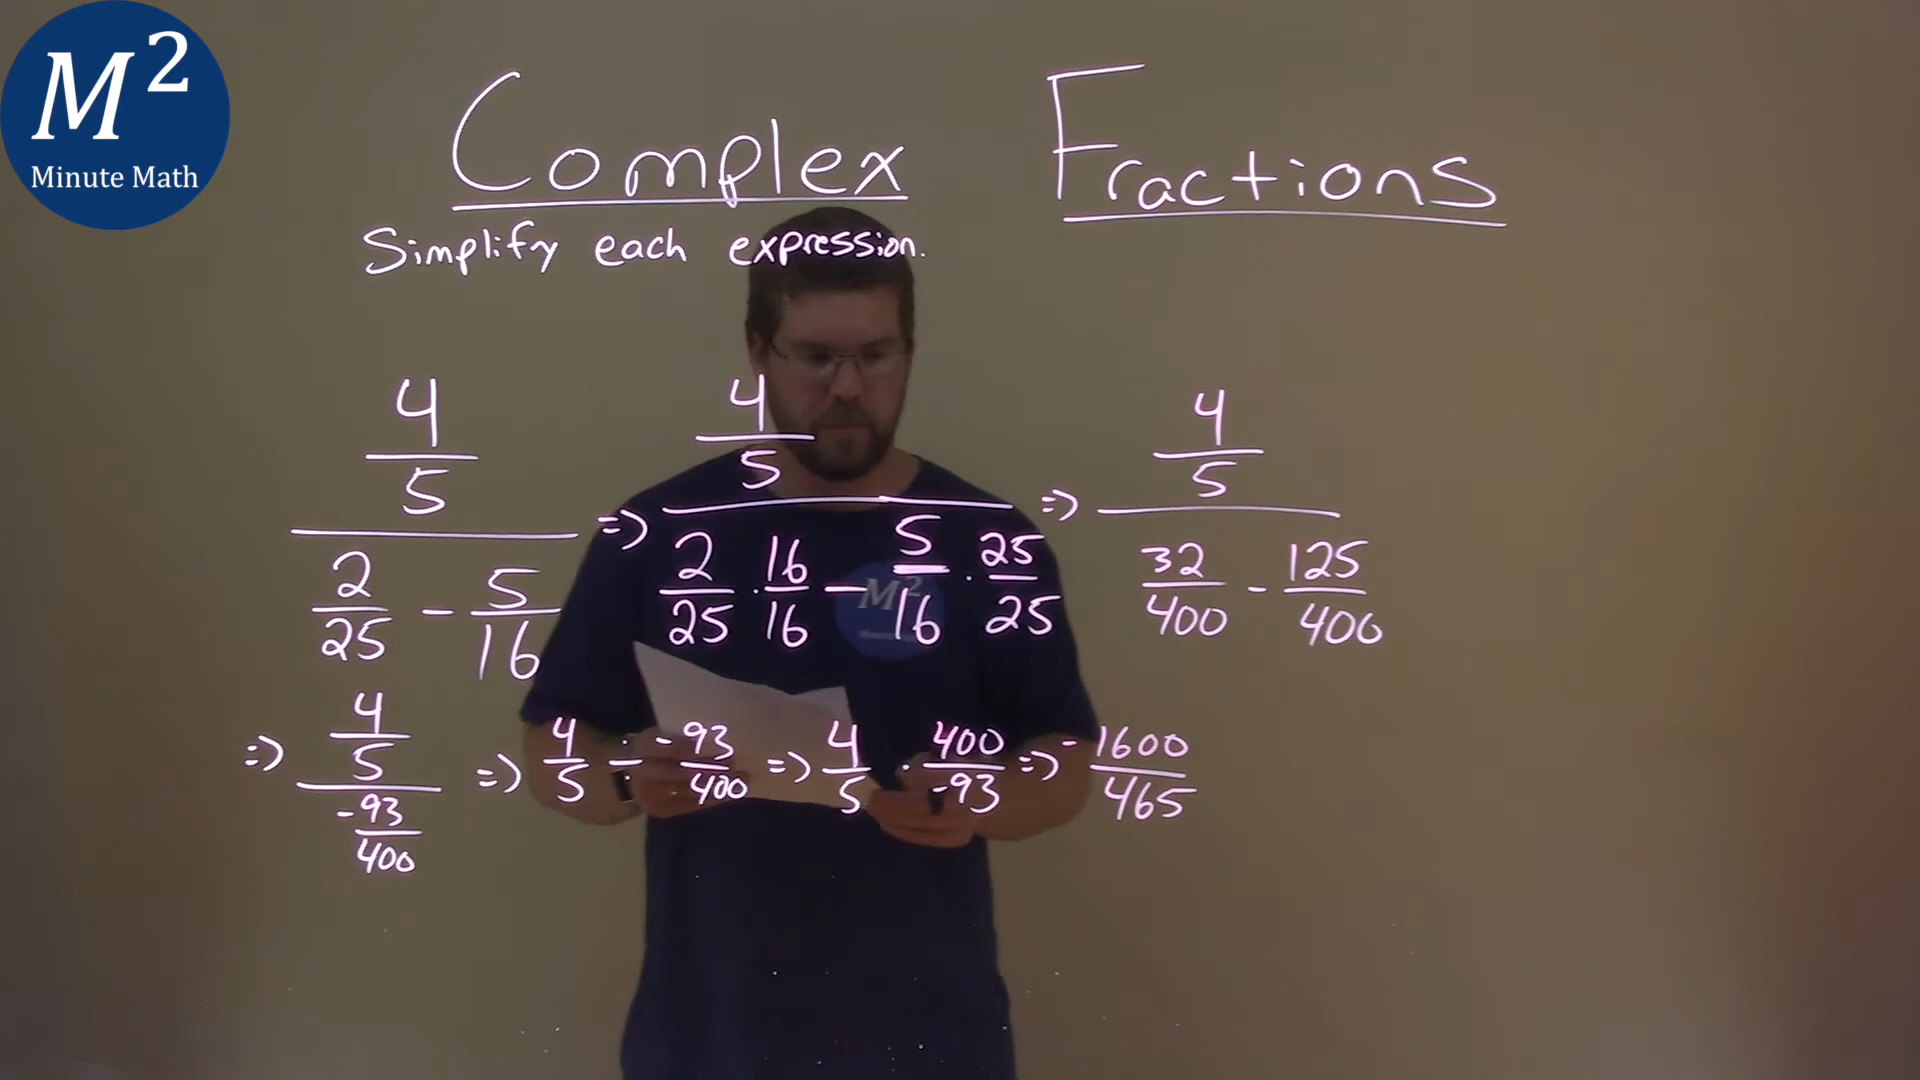 M²
Minute Math
Complex Fractions
Simplify each expression.
4/5 / (2/25 - 5/16) => 4/5 / (2/25 · 16/16 - 5/16 · 25/25) => 4/5 / (32/400 - 125/400)
=> 4/5 / (-93/400) => 4/5 ÷ -93/400 => 4/5 · 400/-93 => -1600/465
M²